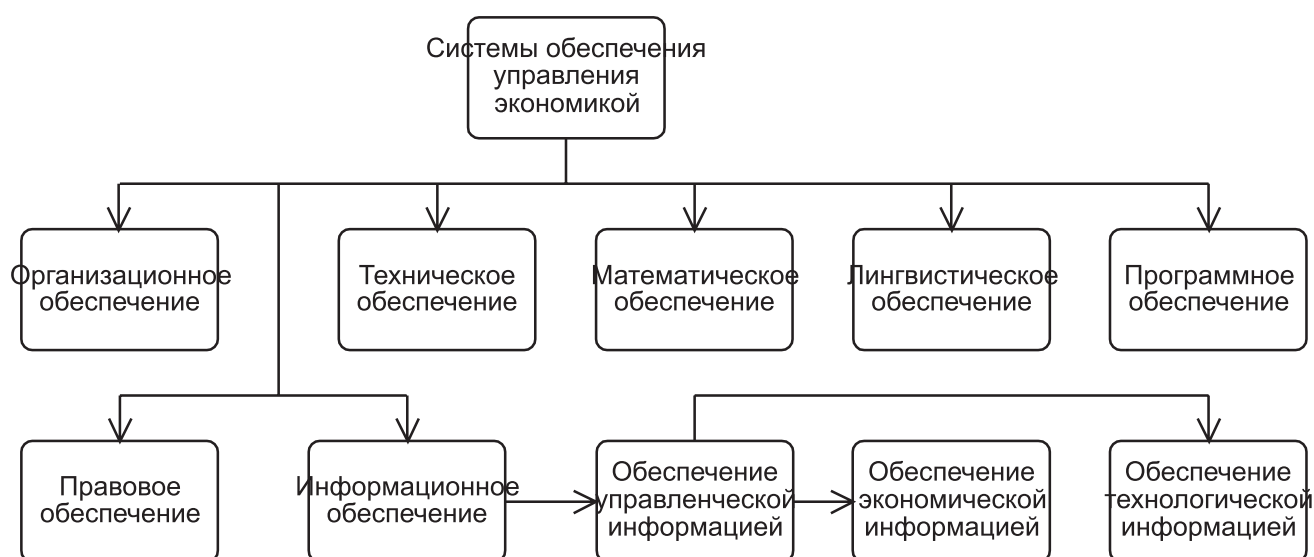 Системы обеспечения
управления
экономикой
Организационное
обеспечение
Техническое
обеспечение
Математическое
обеспечение
Лингвистическое
обеспечение
Программное
обеспечение
Правовое
обеспечение
Информационное
обеспечение
Обеспечение
управленческой
информацией
Обеспечение
экономической
информацией
Обеспечение
технологической
информацией